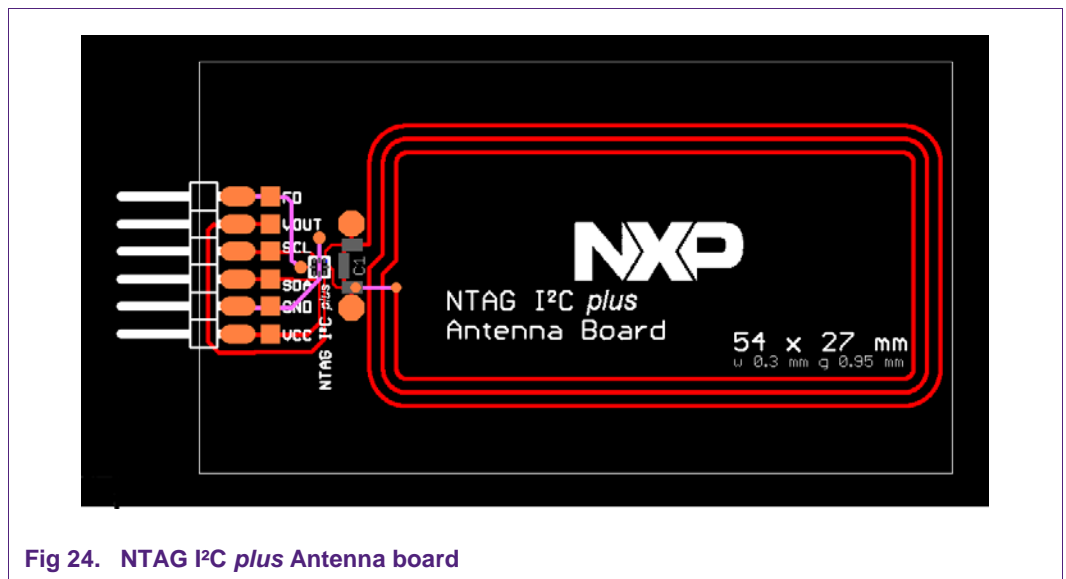 FD
VOUT
SCL
SDA
GND
VCC
NTAG I²C plus
C1
NXP
NTAG I²C plus
Antenna Board
54 x 27 mm
w 0.3 mm g 0.95 mm
Fig 24. NTAG I²C plus Antenna board